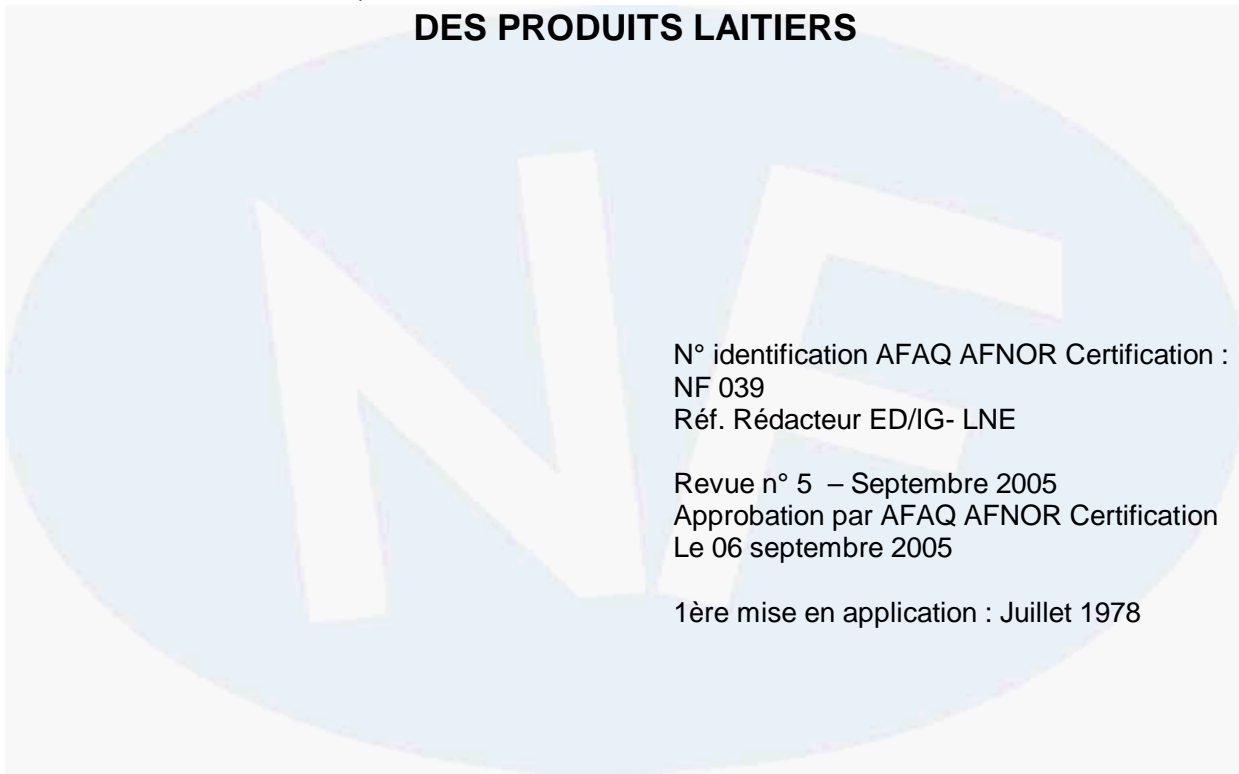 DES PRODUITS LAITIERS
NF
N° identification AFAQ AFNOR Certification :
NF 039
Réf. Rédacteur ED/IG- LNE
Revue n° 5 – Septembre 2005
Approbation par AFAQ AFNOR Certification
Le 06 septembre 2005
1ère mise en application : Juillet 1978